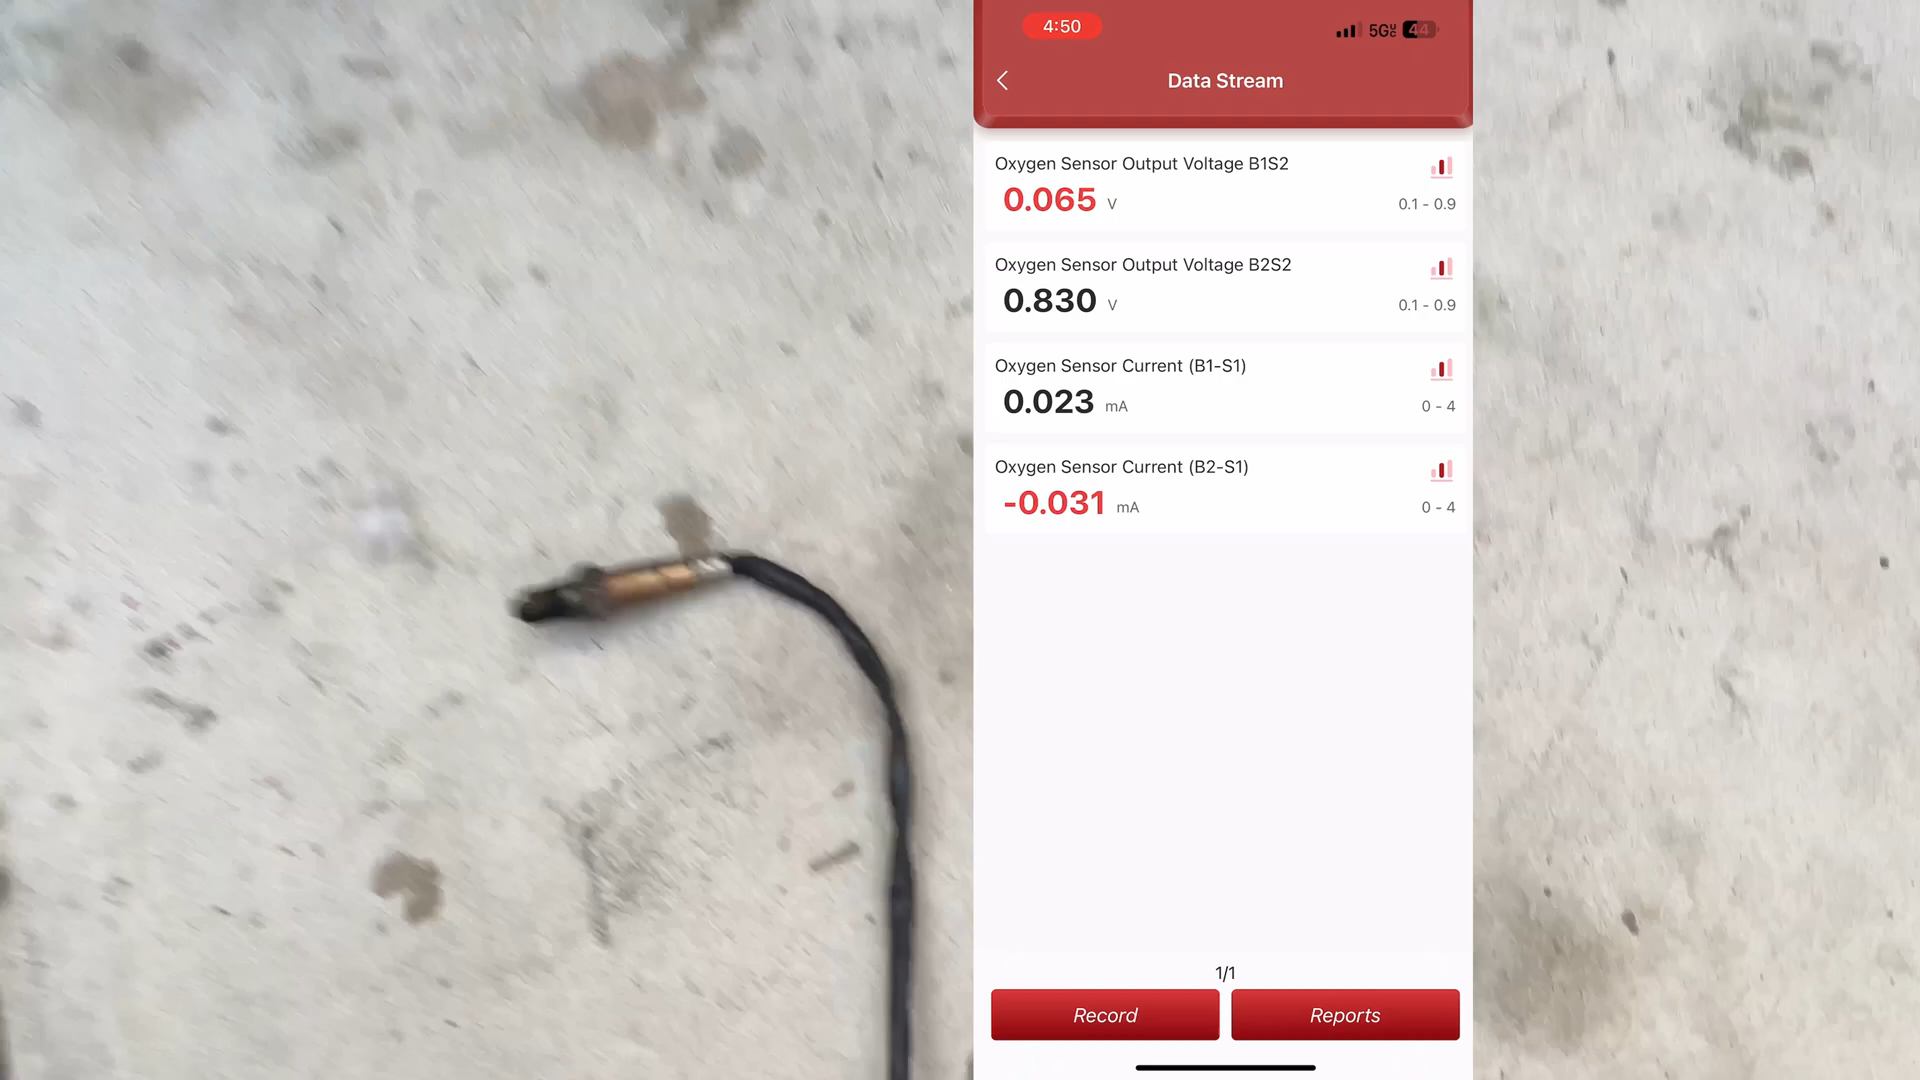 4:50
5G
44
Data Stream
Oxygen Sensor Output Voltage B1S2
0.065 V
0.1 - 0.9
Oxygen Sensor Output Voltage B2S2
0.830 V
0.1 - 0.9
Oxygen Sensor Current (B1-S1)
0.023 mA
0 - 4
Oxygen Sensor Current (B2-S1)
-0.031 mA
0 - 4
1/1
Record
Reports